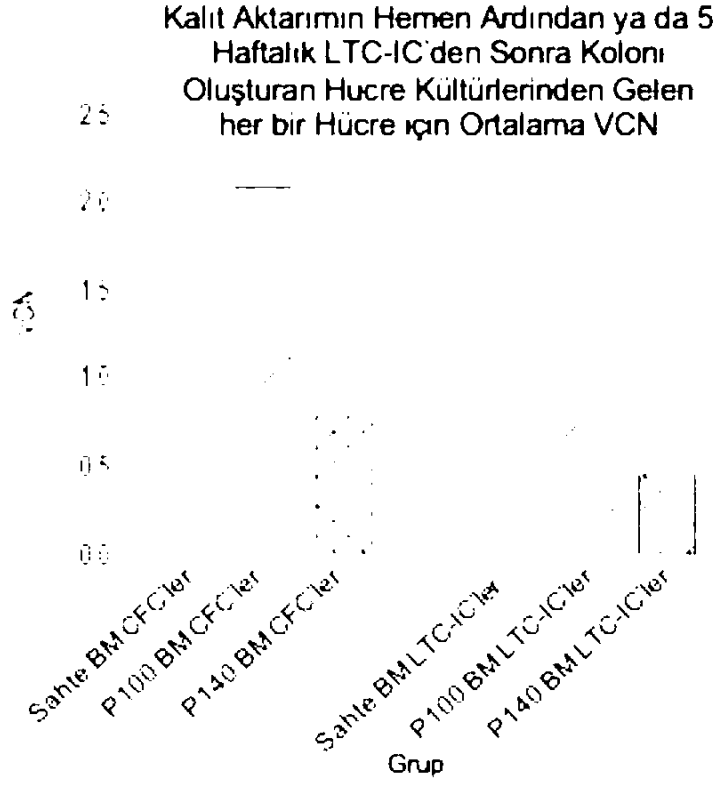 Kalıt Aktarımın Hemen Ardından ya da 5
Haftalık LTC-IC'den Sonra Koloni
Oluşturan Hucre Kültürlerinden Gelen
her bir Hücre için Ortalama VCN
2.5
2.0
1.5
1.0
0.5
0.0
Sahte BM CFC'ler
P100 BM CFC'ler
P140 BM CFC'ler
Sahte BM LTC-IC'ler
P100 BM LTC-IC'ler
P140 BM LTC-IC'ler
Grup